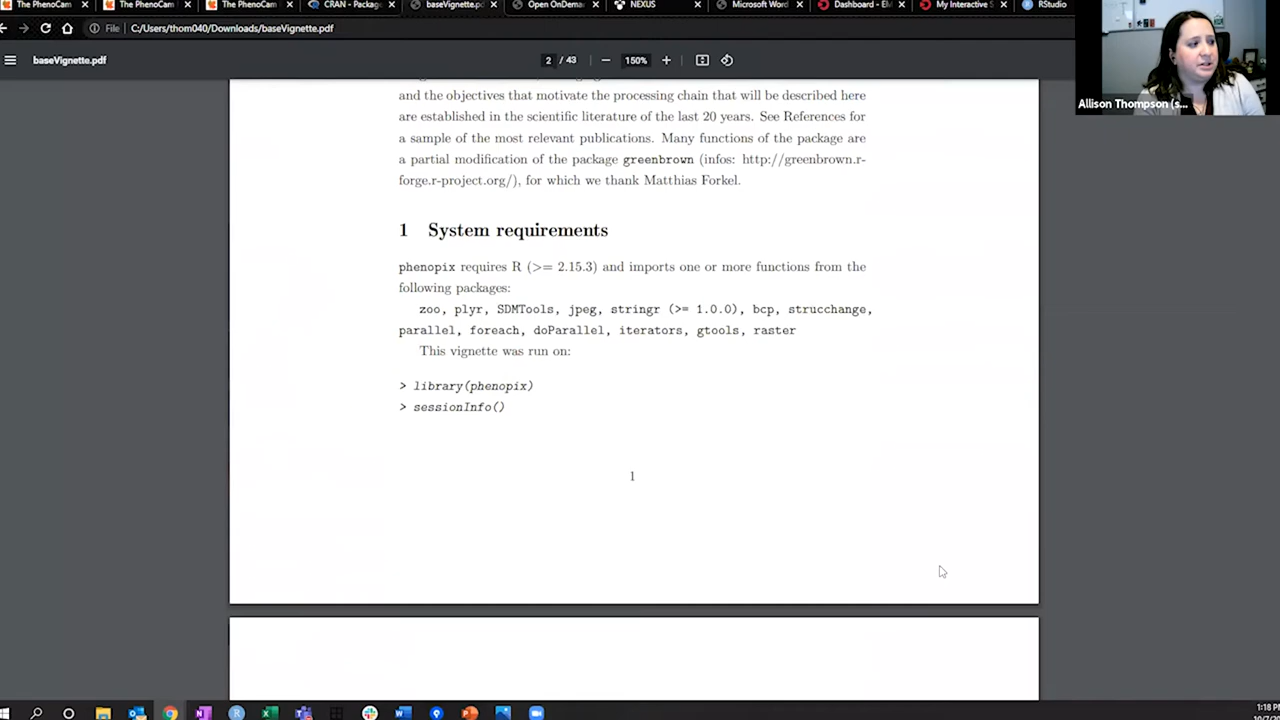 The PhenoCam
The PhenoCam
The PhenoCam
CRAN - Packag
baseVignette.pd
Open OnDeman
NEXUS
Microsoft Word
Dashboard - EM
My Interactive S
RStudio
File C:/Users/thom040/Downloads/baseVignette.pdf
baseVignette.pdf
2 / 43
150%
Allison Thompson (s...
and the objectives that motivate the processing chain that will be described here
are established in the scientific literature of the last 20 years. See References for
a sample of the most relevant publications. Many functions of the package are
a partial modification of the package greenbrown (infos: http://greenbrown.r-
forge.r-project.org/), for which we thank Matthias Forkel.
1 System requirements
phenopix requires R (>= 2.15.3) and imports one or more functions from the
following packages:
zoo, plyr, SDMTools, jpeg, stringr (>= 1.0.0), bcp, strucchange,
parallel, foreach, doParallel, iterators, gtools, raster
This vignette was run on:
> library(phenopix)
> sessionInfo()
1
1:18 P